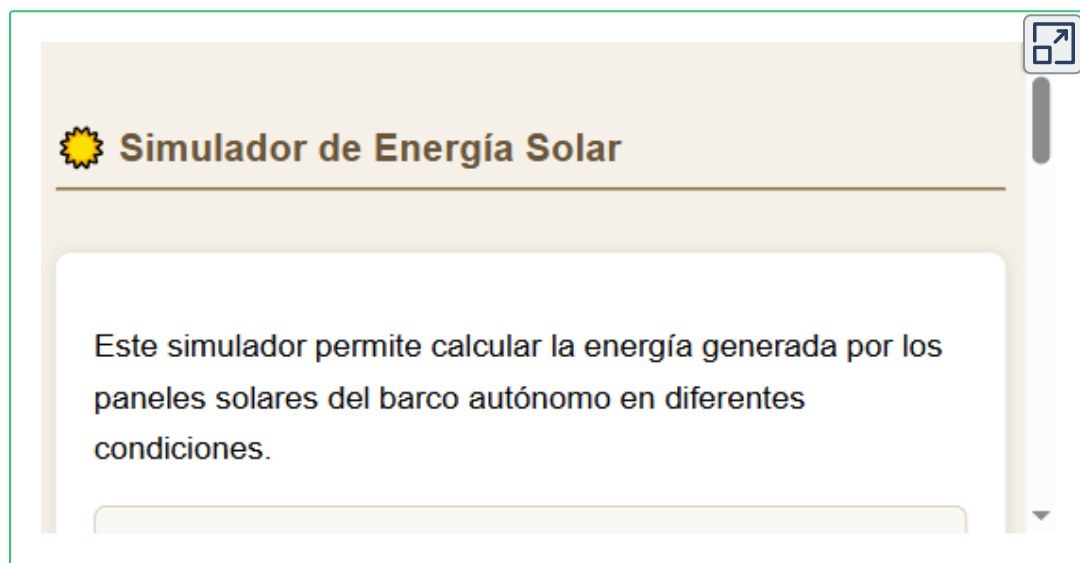 Simulador de Energía Solar
Este simulador permite calcular la energía generada por los
paneles solares del barco autónomo en diferentes
condiciones.